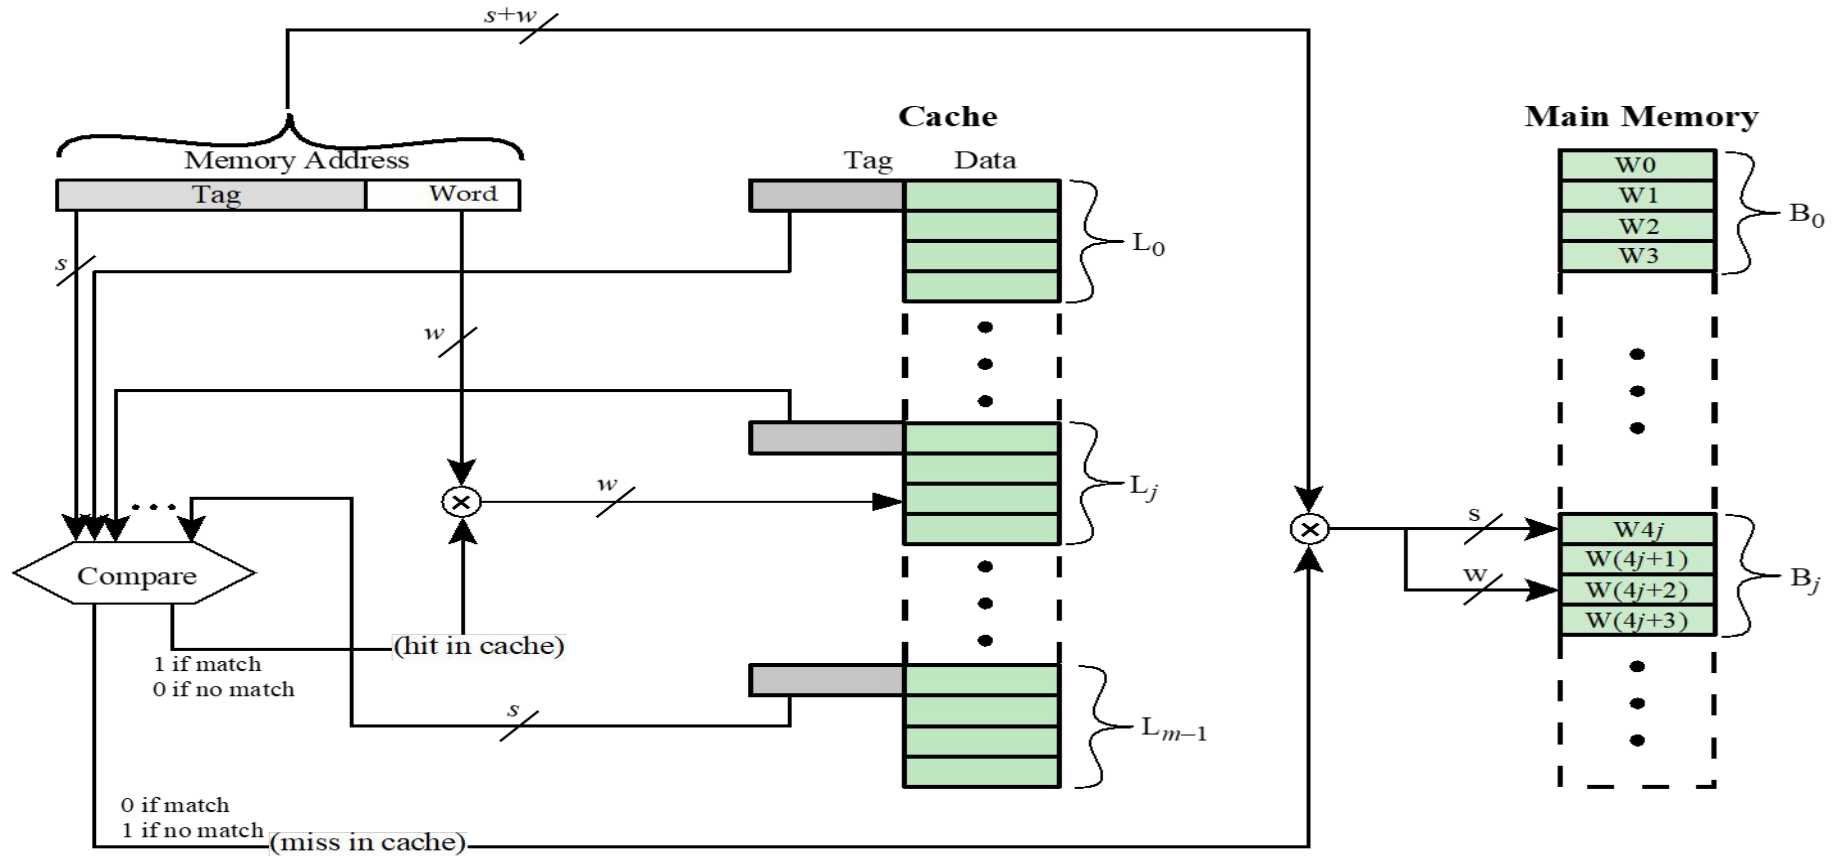 s+w
Cache
Main Memory
Memory Address
Tag
Data
Tag
Word
W0
W1
W2
W3
B0
L0
s
w
w
Lj
s
w
W4j
W(4j+1)
W(4j+2)
W(4j+3)
Bj
Compare
(hit in cache)
1 if match
0 if no match
s
Lm–1
0 if match
1 if no match
(miss in cache)